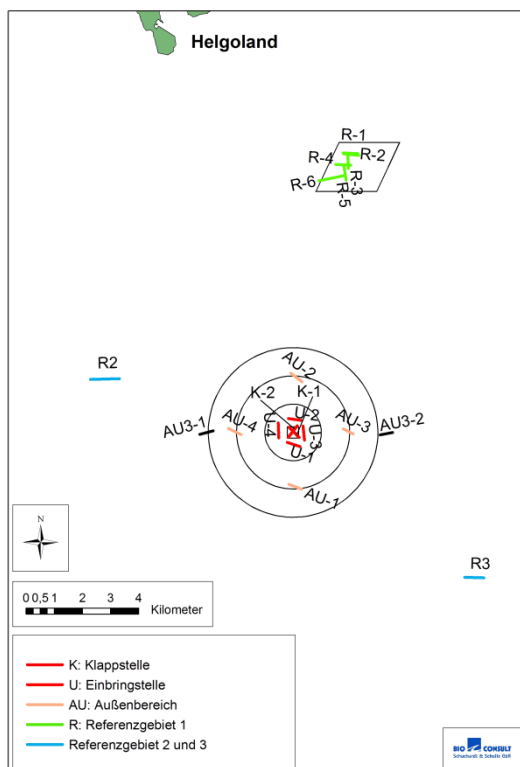 Helgoland
R-1
R-2
R-4
R-3
R-6
R-5
R2
AU-2
K-2
K-1
U-2
AU3-1
AU-4
U-4
U-3
AU-3
AU3-2
U-1
AU-1
R3
N
0 0,5 1 2 3 4
Kilometer
K: Klappstelle
U: Einbringstelle
AU: Außenbereich
R: Referenzgebiet 1
Referenzgebiet 2 und 3
BIO CONSULT
Schuchardt & Scholle GbR